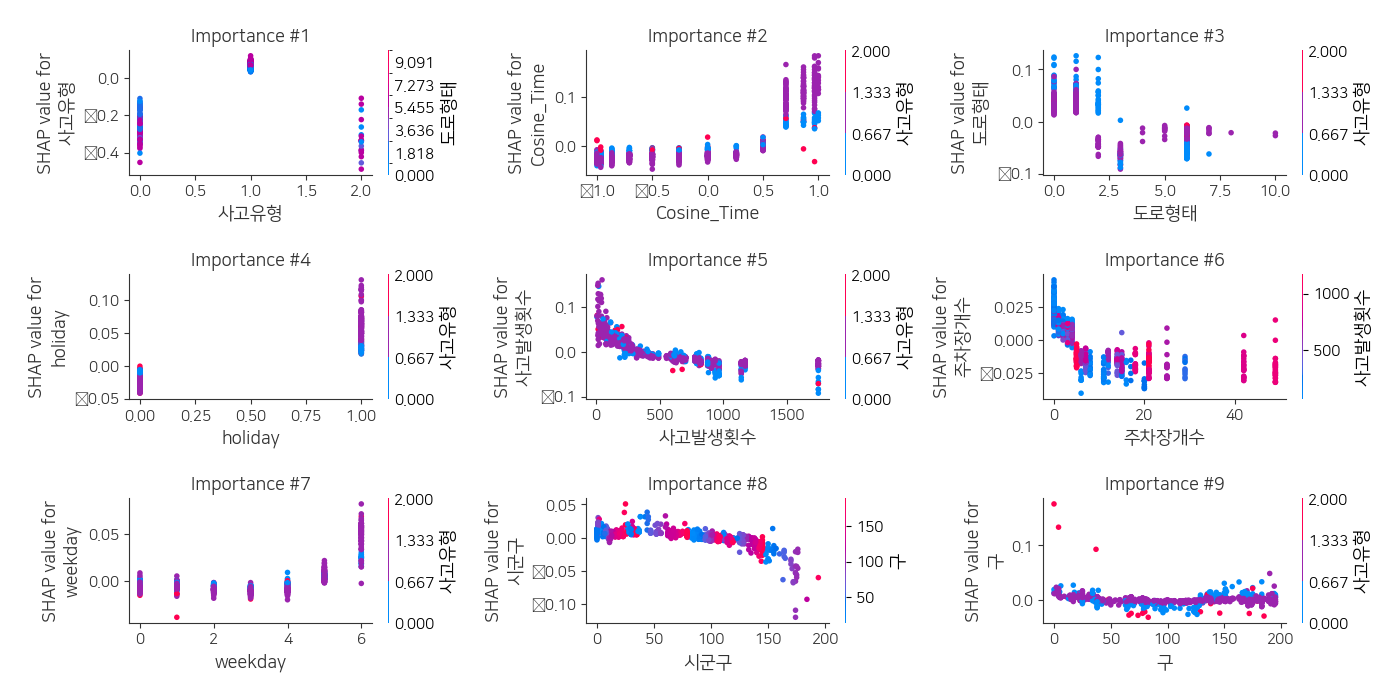 Importance #1
SHAP value for
사고유형
0.0
□0.2
□0.4
0.0
0.5
1.0
1.5
2.0
사고유형
9.091
7.273
5.455
3.636
1.818
0.000
도로형태
Importance #2
SHAP value for
Cosine_Time
0.1
0.0
□1.0
□0.5
0.0
0.5
1.0
Cosine_Time
2.000
1.333
0.667
0.000
사고유형
Importance #3
SHAP value for
도로형태
0.1
0.0
□0.1
0.0
2.5
5.0
7.5
10.0
도로형태
2.000
1.333
0.667
0.000
사고유형
Importance #4
SHAP value for
holiday
0.10
0.05
0.00
□0.05
0.00
0.25
0.50
0.75
1.00
holiday
2.000
1.333
0.667
0.000
사고유형
Importance #5
SHAP value for
사고발생횟수
0.1
0.0
□0.1
0
500
1000
1500
사고발생횟수
2.000
1.333
0.667
0.000
사고유형
Importance #6
SHAP value for
주차장개수
0.025
0.000
□0.025
0
20
40
주차장개수
1000
500
사고발생횟수
Importance #7
SHAP value for
weekday
0.05
0.00
0
2
4
6
weekday
2.000
1.333
0.667
0.000
사고유형
Importance #8
SHAP value for
시군구
0.05
0.00
□0.05
□0.10
0
50
100
150
200
시군구
150
100
50
구
Importance #9
SHAP value for
구
0.1
0.0
0
50
100
150
200
구
2.000
1.333
0.667
0.000
사고유형